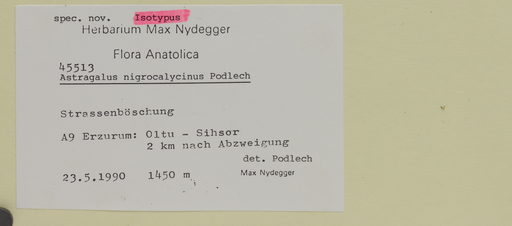 spec. nov. Isotypus
Herbarium Max Nydegger
Flora Anatolica
45513
Astragalus nigrocalycinus Podlech
Strassenböschung
A9 Erzurum: Oltu - Sihsor
2 km nach Abzweigung
det. Podlech
23.5.1990 1450 m Max Nydegger